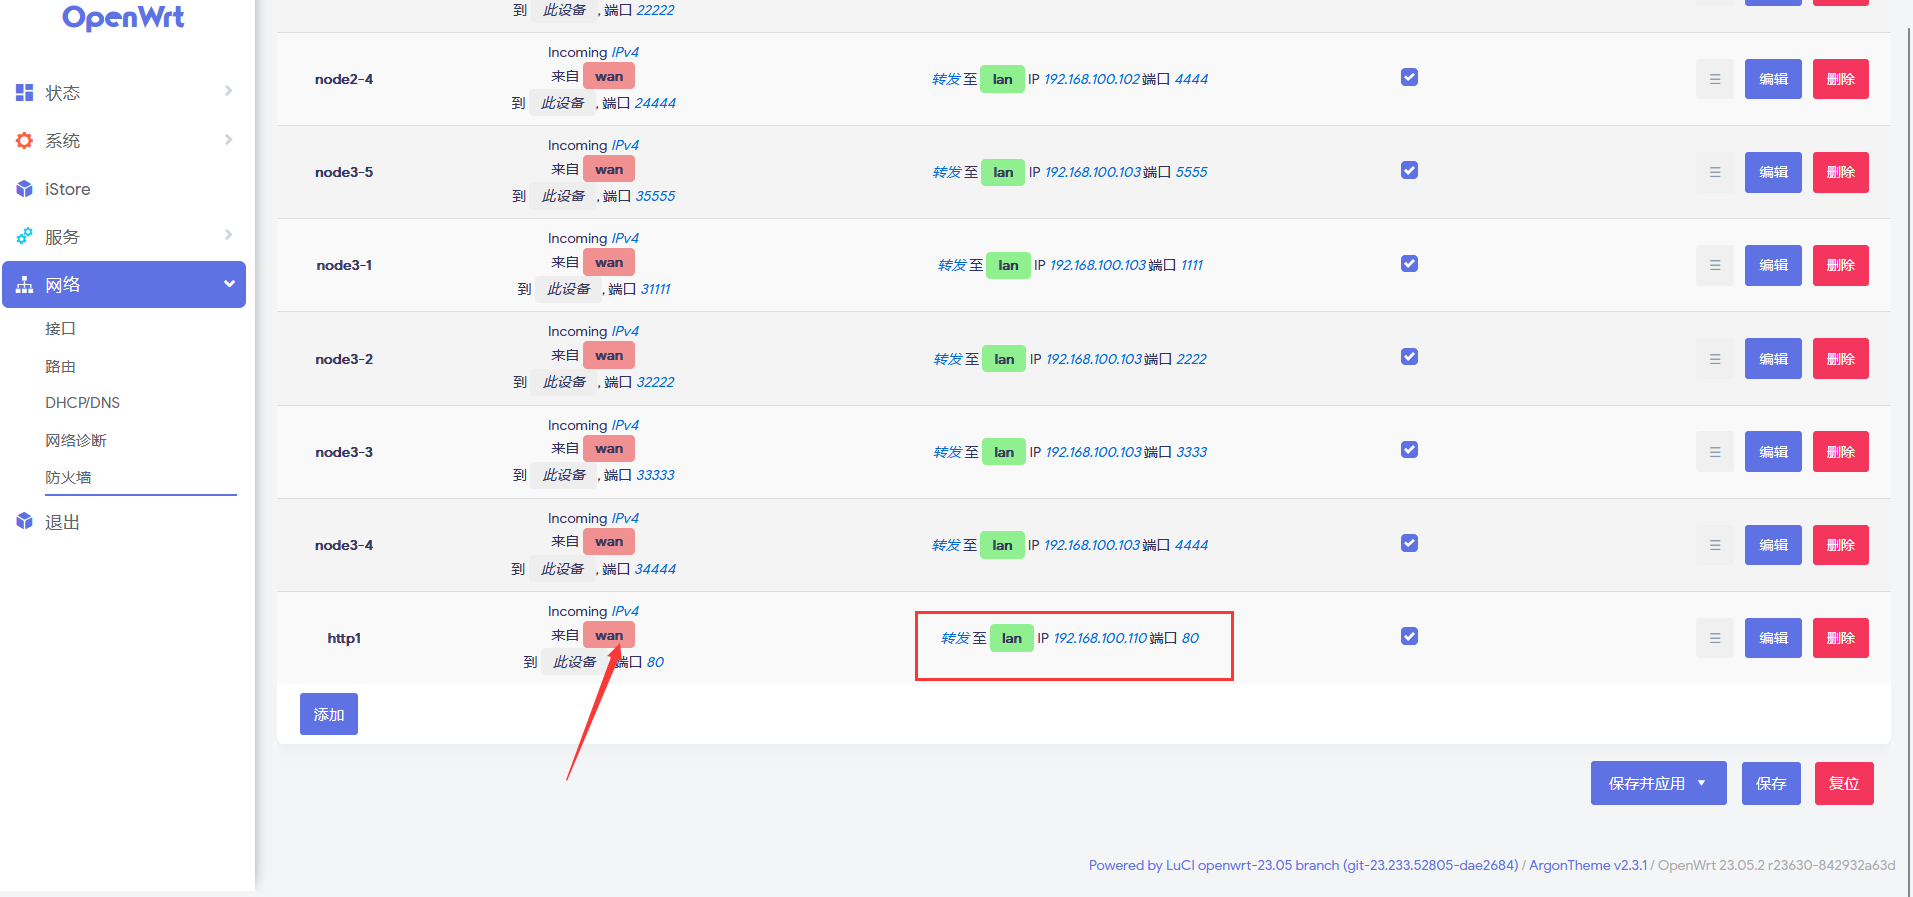 OpenWrt
状态
系统
iStore
服务
网络
接口
路由
DHCP/DNS
网络诊断
防火墙
退出
到 此设备 , 端口 22222
node2-4
Incoming IPv4
来自 wan
到 此设备 , 端口 24444
转发 至 lan IP 192.168.100.102 端口 4444
编辑
删除
node3-5
Incoming IPv4
来自 wan
到 此设备 , 端口 35555
转发 至 lan IP 192.168.100.103 端口 5555
编辑
删除
node3-1
Incoming IPv4
来自 wan
到 此设备 , 端口 31111
转发 至 lan IP 192.168.100.103 端口 1111
编辑
删除
node3-2
Incoming IPv4
来自 wan
到 此设备 , 端口 32222
转发 至 lan IP 192.168.100.103 端口 2222
编辑
删除
node3-3
Incoming IPv4
来自 wan
到 此设备 , 端口 33333
转发 至 lan IP 192.168.100.103 端口 3333
编辑
删除
node3-4
Incoming IPv4
来自 wan
到 此设备 , 端口 34444
转发 至 lan IP 192.168.100.103 端口 4444
编辑
删除
http1
Incoming IPv4
来自 wan
到 此设备 端口 80
转发 至 lan IP 192.168.100.110 端口 80
编辑
删除
添加
保存并应用
保存
复位
Powered by LuCI openwrt-23.05 branch (git-23.233.52805-dae2684) / ArgonTheme v2.3.1 / OpenWrt 23.05.2 r23630-842932a63d